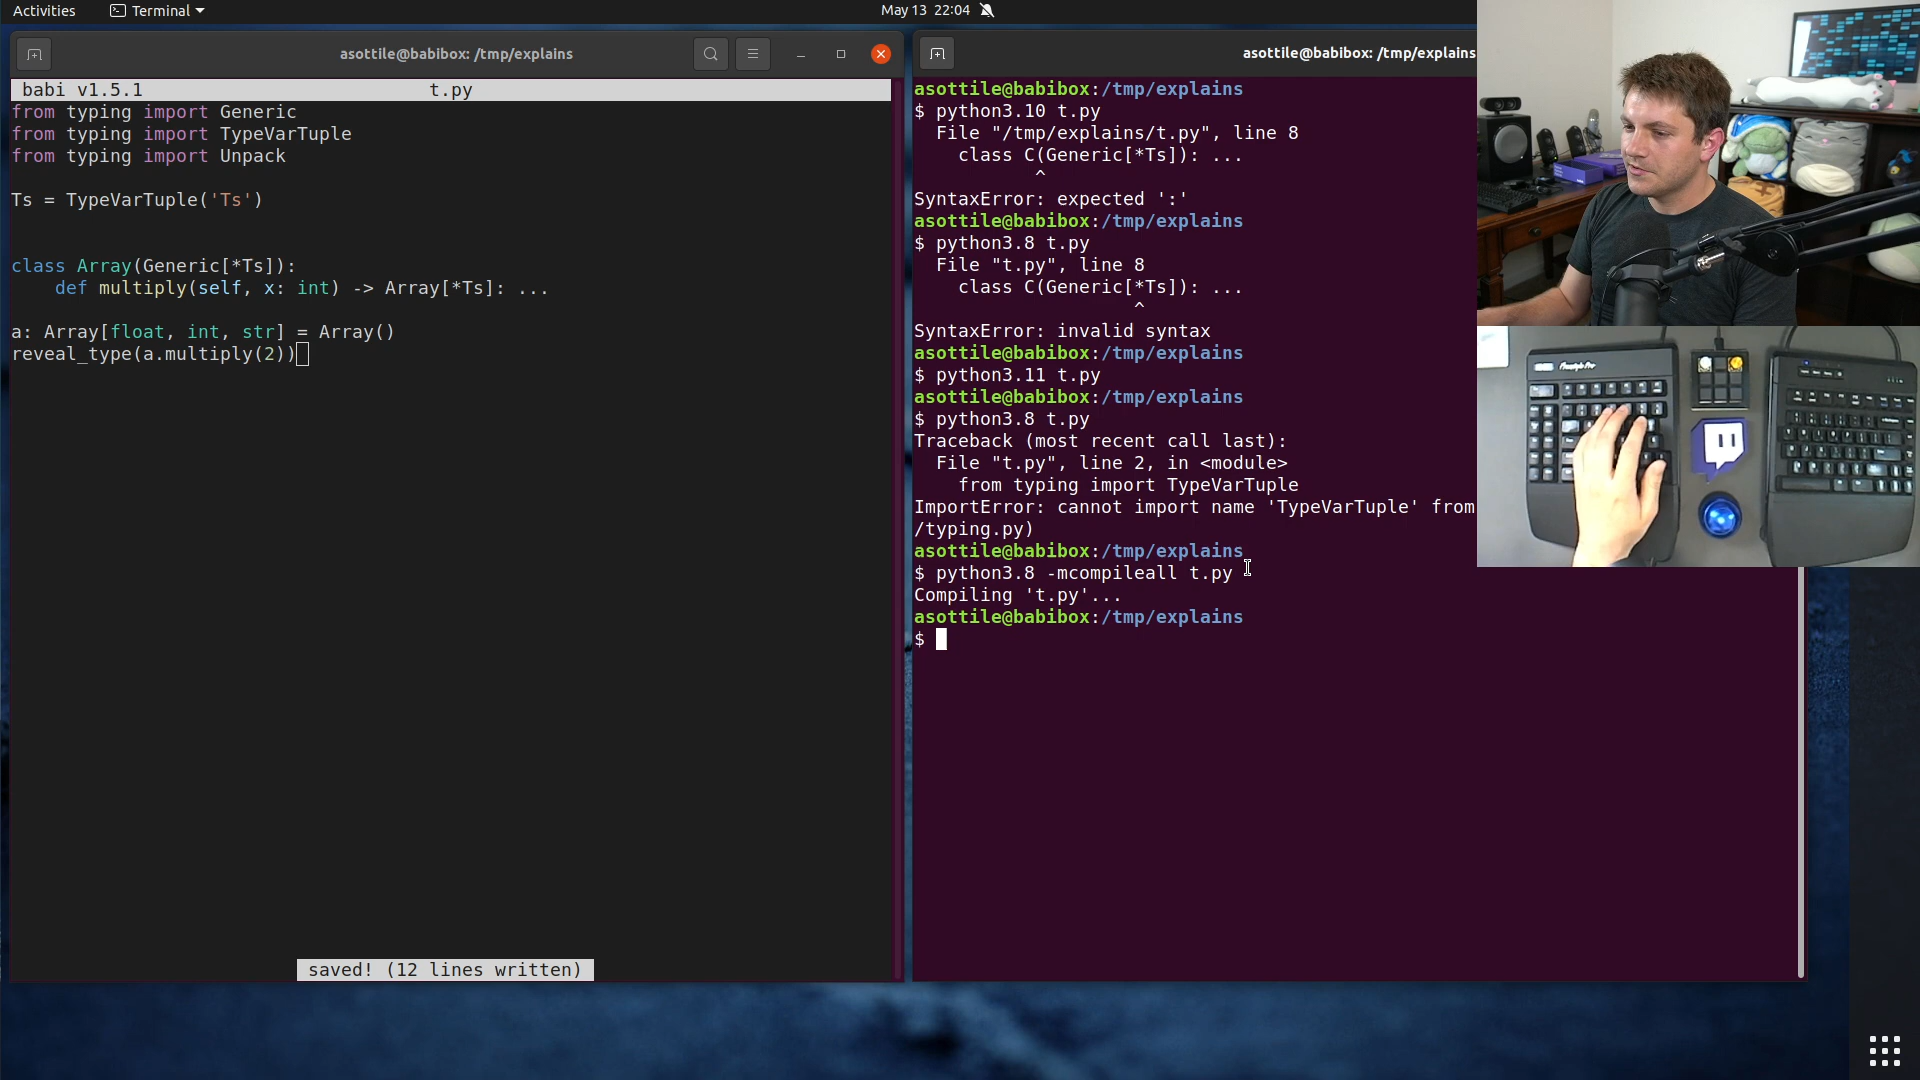 Activities
Terminal
May 13 22:04
asottile@babibox: /tmp/explains
babi v1.5.1 t.py
from typing import Generic
from typing import TypeVarTuple
from typing import Unpack
Ts = TypeVarTuple('Ts')
class Array(Generic[*Ts]):
    def multiply(self, x: int) -> Array[*Ts]: ...
a: Array[float, int, str] = Array()
reveal_type(a.multiply(2))
saved! (12 lines written)
asottile@babibox: /tmp/explains
asottile@babibox:/tmp/explains
$ python3.10 t.py
  File "/tmp/explains/t.py", line 8
    class C(Generic[*Ts]): ...
            ^
SyntaxError: expected ':'
asottile@babibox:/tmp/explains
$ python3.8 t.py
  File "t.py", line 8
    class C(Generic[*Ts]): ...
                     ^
SyntaxError: invalid syntax
asottile@babibox:/tmp/explains
$ python3.11 t.py
asottile@babibox:/tmp/explains
$ python3.8 t.py
Traceback (most recent call last):
  File "t.py", line 2, in <module>
    from typing import TypeVarTuple
ImportError: cannot import name 'TypeVarTuple' from
/typing.py)
asottile@babibox:/tmp/explains
$ python3.8 -mcompileall t.py
Compiling 't.py'...
asottile@babibox:/tmp/explains
$